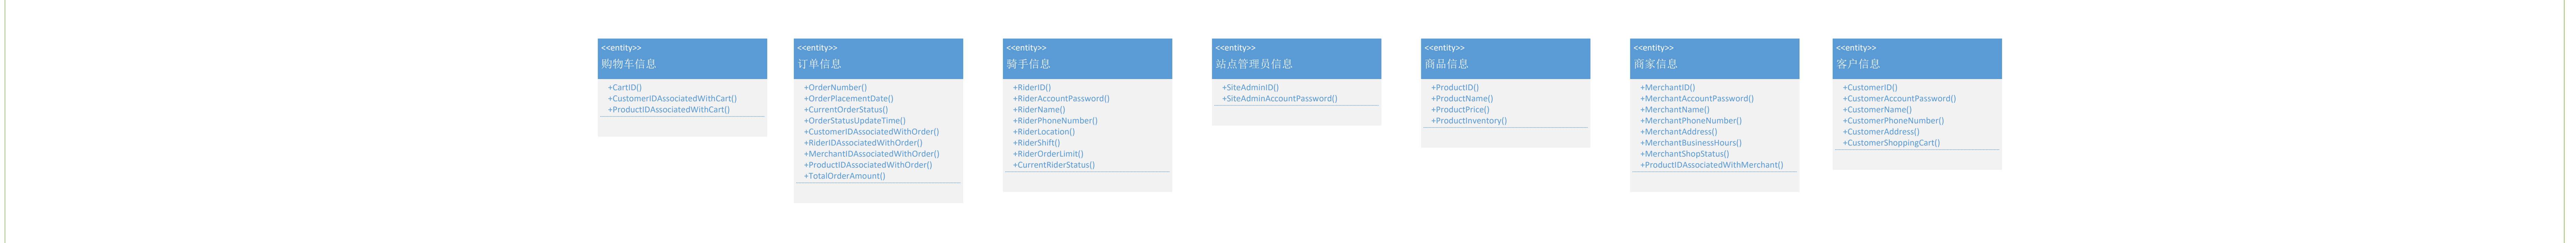 <<entity>>
购物车信息
+CartID()
+CustomerIDAssociatedWithCart()
+ProductIDAssociatedWithCart()
<<entity>>
订单信息
+OrderNumber()
+OrderPlacementDate()
+CurrentOrderStatus()
+OrderStatusUpdateTime()
+CustomerIDAssociatedWithOrder()
+RiderIDAssociatedWithOrder()
+MerchantIDAssociatedWithOrder()
+ProductIDAssociatedWithOrder()
+TotalOrderAmount()
<<entity>>
骑手信息
+RiderID()
+RiderAccountPassword()
+RiderName()
+RiderPhoneNumber()
+RiderLocation()
+RiderShift()
+RiderOrderLimit()
+CurrentRiderStatus()
<<entity>>
站点管理员信息
+SiteAdminID()
+SiteAdminAccountPassword()
<<entity>>
商品信息
+ProductID()
+ProductName()
+ProductPrice()
+ProductInventory()
<<entity>>
商家信息
+MerchantID()
+MerchantAccountPassword()
+MerchantName()
+MerchantPhoneNumber()
+MerchantAddress()
+MerchantBusinessHours()
+MerchantShopStatus()
+ProductIDAssociatedWithMerchant()
<<entity>>
客户信息
+CustomerID()
+CustomerAccountPassword()
+CustomerName()
+CustomerPhoneNumber()
+CustomerAddress()
+CustomerShoppingCart()